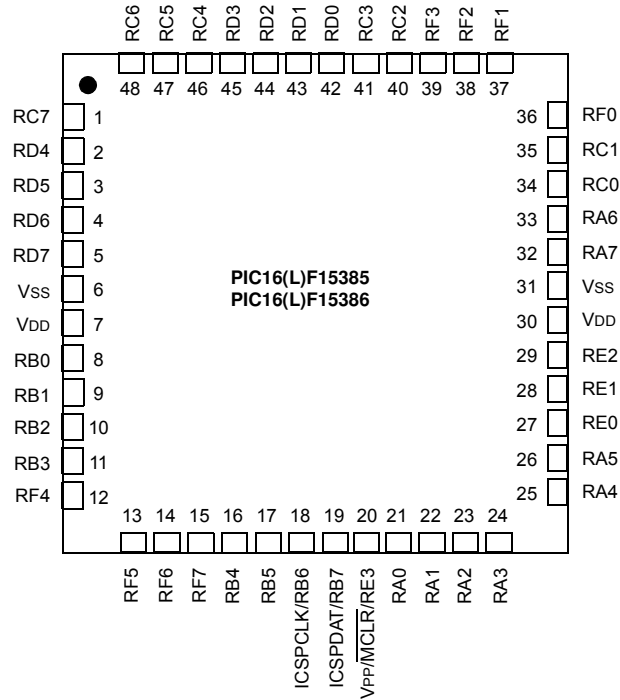 RC6 RC5 RC4 RD3 RD2 RD1 RD0 RC3 RC2 RF3 RF2 RF1
48 47 46 45 44 43 42 41 40 39 38 37
RC7 1 36 RF0
RD4 2 35 RC1
RD5 3 34 RC0
RD6 4 33 RA6
RD7 5 32 RA7
PIC16(L)F15385
VSS 6 31 VSS
PIC16(L)F15386
VDD 7 30 VDD
RB0 8 29 RE2
RB1 9 28 RE1
RB2 10 27 RE0
RB3 11 26 RA5
RF4 12 25 RA4
13 14 15 16 17 18 19 20 21 22 23 24
RF5 RF6 RF7 RB4 RB5 ICSPCLK/RB6 ICSPDAT/RB7 VPP/MCLR/RE3 RA0 RA1 RA2 RA3